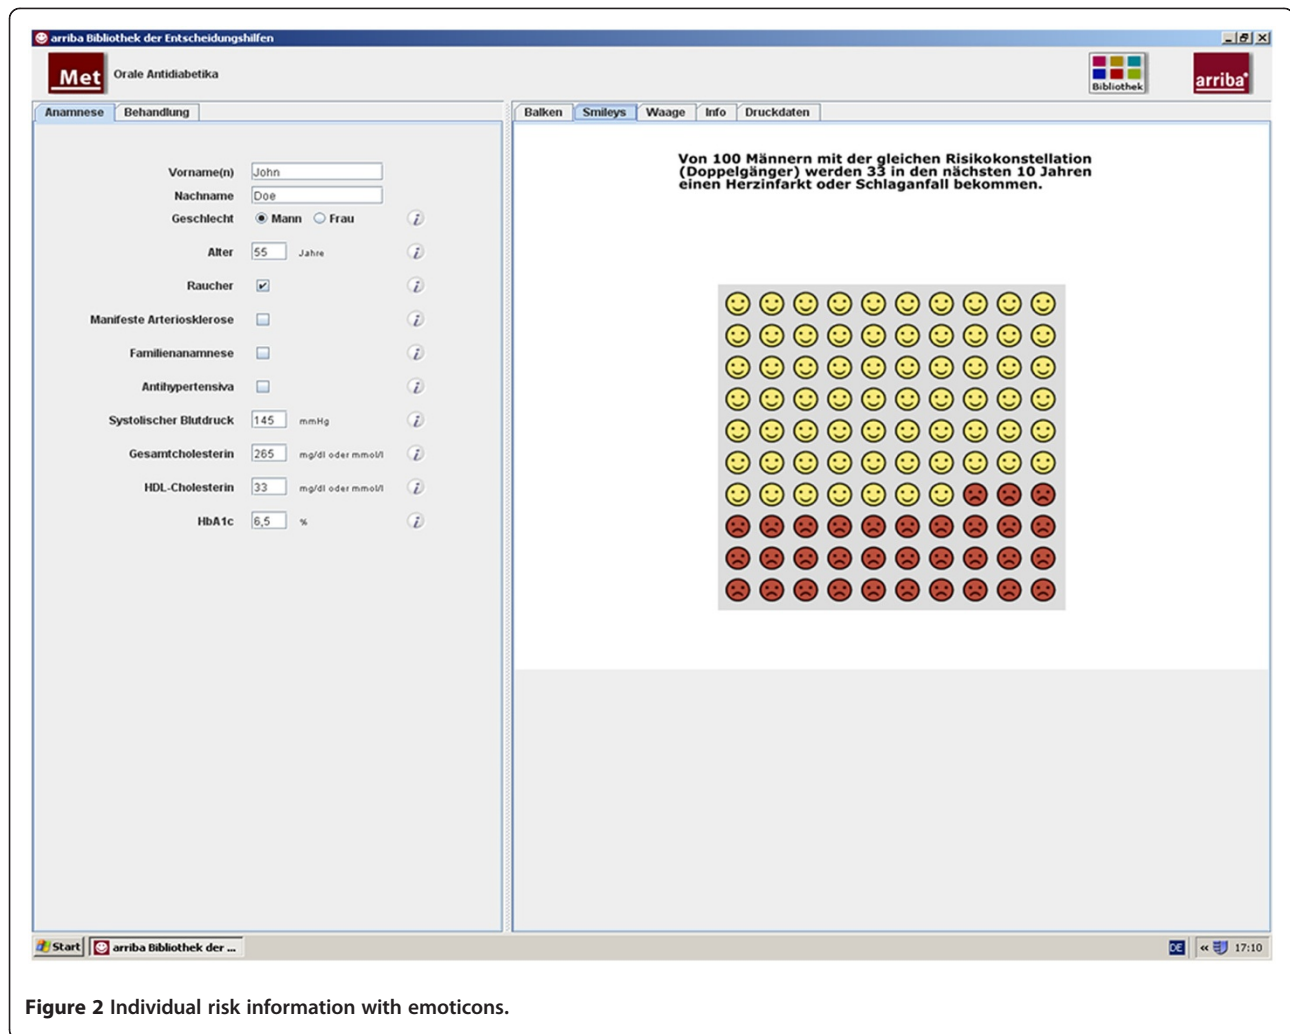 arriba Bibliothek der Entscheidungshilfen
Met Orale Antidiabetika
Bibliothek
arriba
Anamnese Behandlung
Balken Smileys Waage Info Druckdaten
Von 100 Männern mit der gleichen Risikokonstellation
(Doppelgänger) werden 33 in den nächsten 10 Jahren
einen Herzinfarkt oder Schlaganfall bekommen.
Vorname(n) John
Nachname Doe
Geschlecht Mann Frau i
Alter 55 Jahre i
Raucher i
Manifeste Arteriosklerose i
Familienanamnese i
Antihypertensiva i
Systolischer Blutdruck 145 mmHg i
Gesamtcholesterin 265 mg/dl oder mmol/l i
HDL-Cholesterin 33 mg/dl oder mmol/l i
HbA1c 6,5 % i
Start arriba Bibliothek der ...
DE « 17:10
Figure 2 Individual risk information with emoticons.